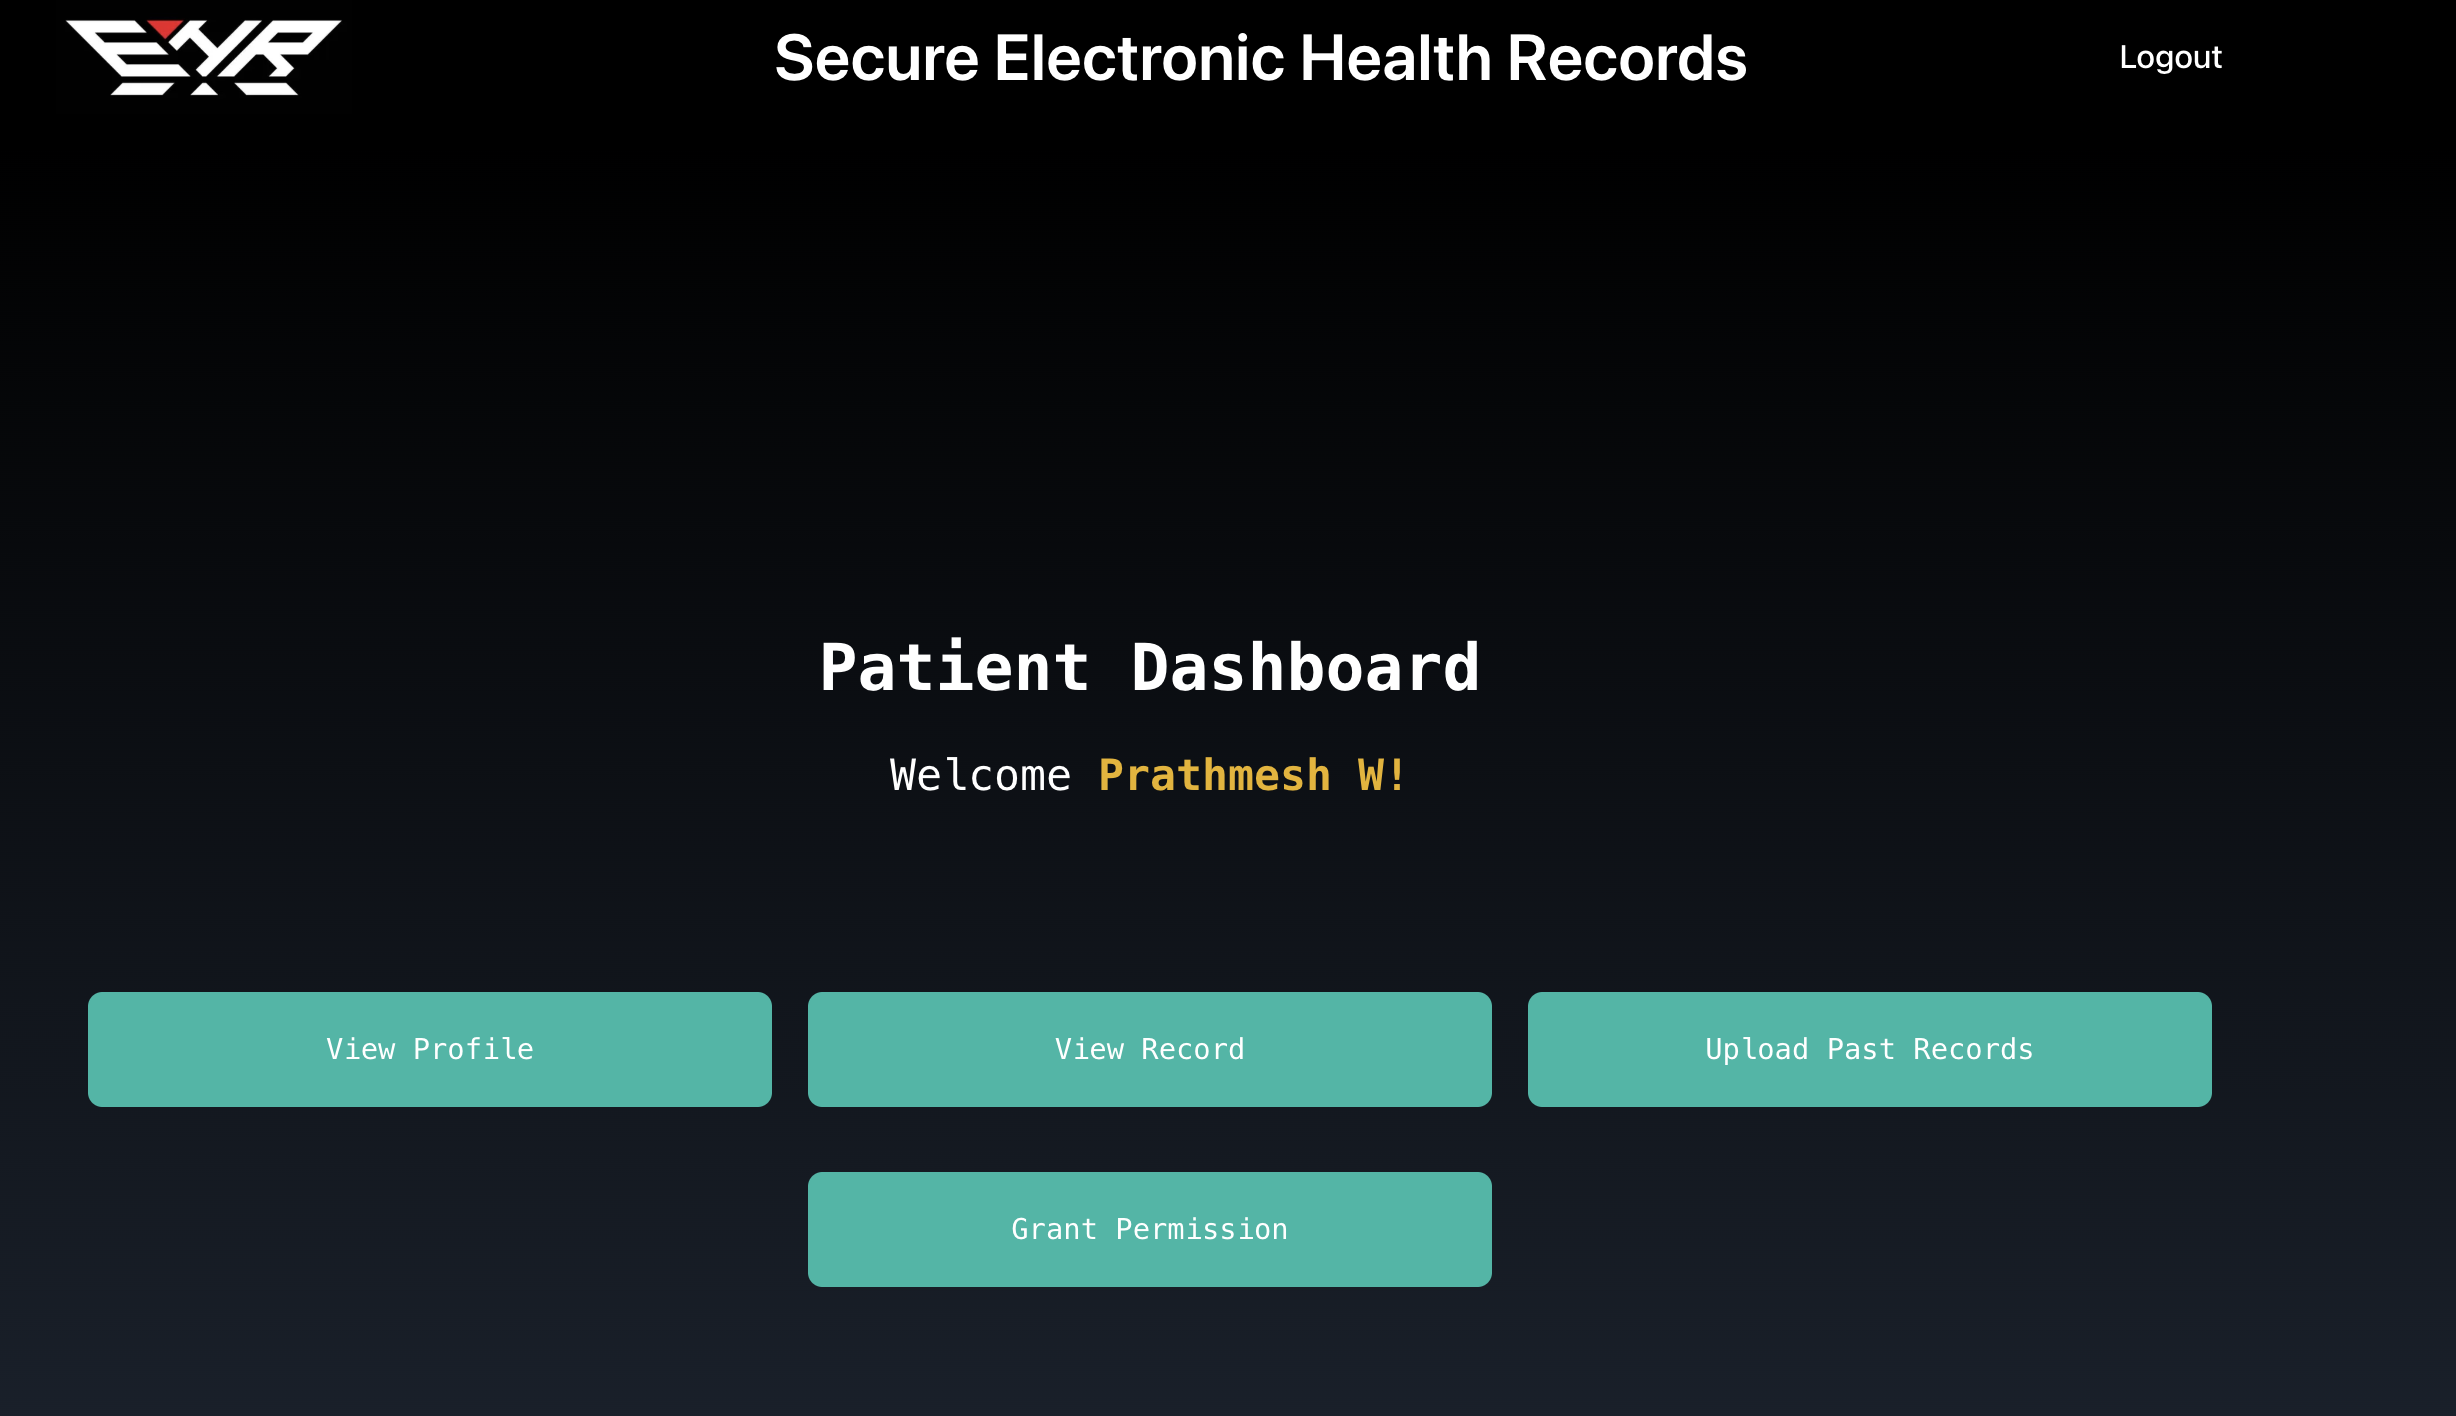 Secure Electronic Health Records
Logout
Patient Dashboard
Welcome Prathmesh W!
View Profile
View Record
Upload Past Records
Grant Permission